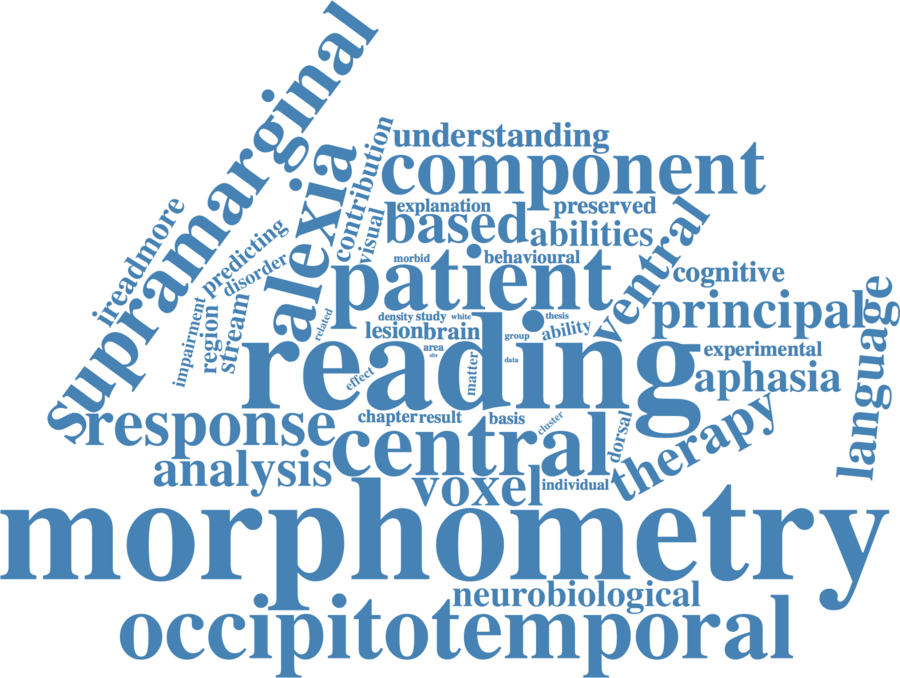 supramarginal
understanding
component
contribution
alexia
ireadmore
explanation
preserved
based
abilities
visual
predicting
disorder
ventral
morbid
behavioural
patient
cognitive
principal
language
impairment
region
stream
related
density
study
white
thesis
lesion
brain
group
ability
reading
experimental
area
site
matter
data
aphasia
effect
response
chapter
result
basis
cluster
dorsal
therapy
central
analysis
voxel
individual
morphometry
neurobiological
occipitotemporal